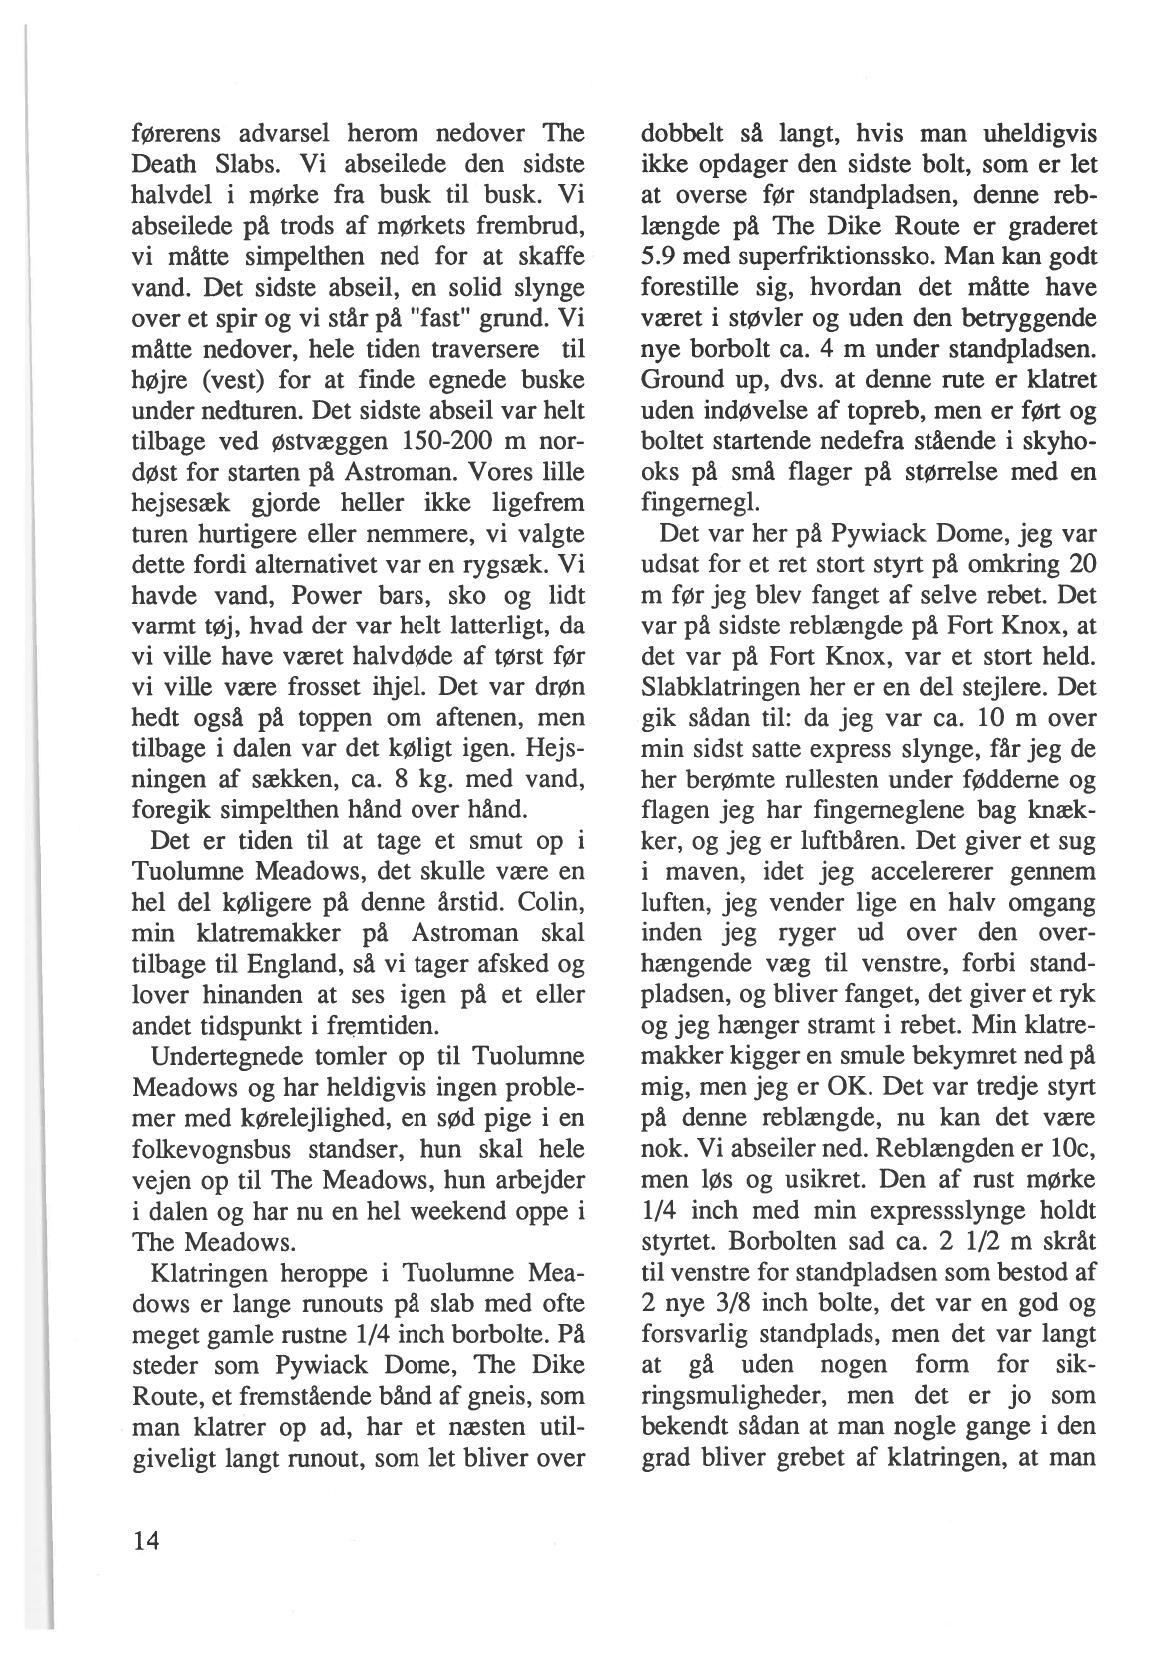 førerens advarsel herom nedover The
Death Slabs. Vi abseilede den sidste
halvdel i mørke fra busk til busk. Vi
abseilede på trods af mørkets frembrud,
vi måtte simpelthen ned for at skaffe
vand. Det sidste abseil, en solid slynge
over et spir og vi står på "fast" grund. Vi
måtte nedover, hele tiden traversere til
højre (vest) for at finde egnede buske
under nedturen. Det sidste abseil var helt
tilbage ved østvæggen 150-200 m nor-
døst for starten på Astroman. Vores lille
hejsesæk gjorde heller ikke ligefrem
turen hurtigere eller nemmere, vi valgte
dette fordi alternativet var en rygsæk. Vi
havde vand, Power bars, sko og lidt
varmt tøj, hvad der var helt latterligt, da
vi ville have været halvdøde af tørst før
vi ville være frosset ihjel. Det var drøn
hedt også på toppen om aftenen, men
tilbage i dalen var det køligt igen. Hejs-
ningen af sækken, ca. 8 kg. med vand,
foregik simpelthen hånd over hånd.
Det er tiden til at tage et smut op i
Tuolumne Meadows, det skulle være en
hel del køligere på denne årstid. Colin,
min klatremakker på Astroman skal
tilbage til England, så vi tager afsked og
lover hinanden at ses igen på et eller
andet tidspunkt i fremtiden.
Undertegnede tomler op til Tuolumne
Meadows og har heldigvis ingen proble-
mer med kørelejlighed, en sød pige i en
folkevognsbus standser, hun skal hele
vejen op til The Meadows, hun arbejder
i dalen og har nu en hel weekend oppe i
The Meadows.
Klatringen heroppe i Tuolumne Mea-
dows er lange runouts på slab med ofte
meget gamle rustne 1/4 inch borbolte. På
steder som Pywiack Dome, The Dike
Route, et fremstående bånd af gneis, som
man klatrer op ad, har et næsten util-
giveligt langt runout, som let bliver over
dobbelt så langt, hvis man uheldigvis
ikke opdager den sidste bolt, som er let
at overse før standpladsen, denne reb-
længde på The Dike Route er graderet
5.9 med superfriktionssko. Man kan godt
forestille sig, hvordan det måtte have
været i støvler og uden den betryggende
nye borbolt ca. 4 m under standpladsen.
Ground up, dvs. at denne rute er klatret
uden indøvelse af topreb, men er ført og
boltet startende nedefra stående i skyho-
oks på små flager på størrelse med en
fingernegl.
Det var her på Pywiack Dome, jeg var
udsat for et ret stort styrt på omkring 20
m før jeg blev fanget af selve rebet. Det
var på sidste reblængde på Fort Knox, at
det var på Fort Knox, var et stort held.
Slabklatringen her er en del stejlere. Det
gik sådan til: da jeg var ca. 10 m over
min sidst satte express slynge, får jeg de
her berømte rullesten under fødderne og
flagen jeg har fingerneglene bag knæk-
ker, og jeg er luftbåren. Det giver et sug
i maven, idet jeg accelererer gennem
luften, jeg vender lige en halv omgang
inden jeg ryger ud over den over-
hængende væg til venstre, forbi stand-
pladsen, og bliver fanget, det giver et ryk
og jeg hænger stramt i rebet. Min klatre-
makker kigger en smule bekymret ned på
mig, men jeg er OK. Det var tredje styrt
på denne reblængde, nu kan det være
nok. Vi abseiler ned. Reblængden er 10c,
men løs og usikret. Den af rust mørke
1/4 inch med min expressslynge holdt
styrtet. Borbolten sad ca. 2 1/2 m skråt
til venstre for standpladsen som bestod af
2 nye 3/8 inch bolte, det var en god og
forsvarlig standplads, men det var langt
at gå uden nogen form for sik-
ringsmuligheder, men det er jo som
bekendt sådan at man nogle gange i den
grad bliver grebet af klatringen, at man
14